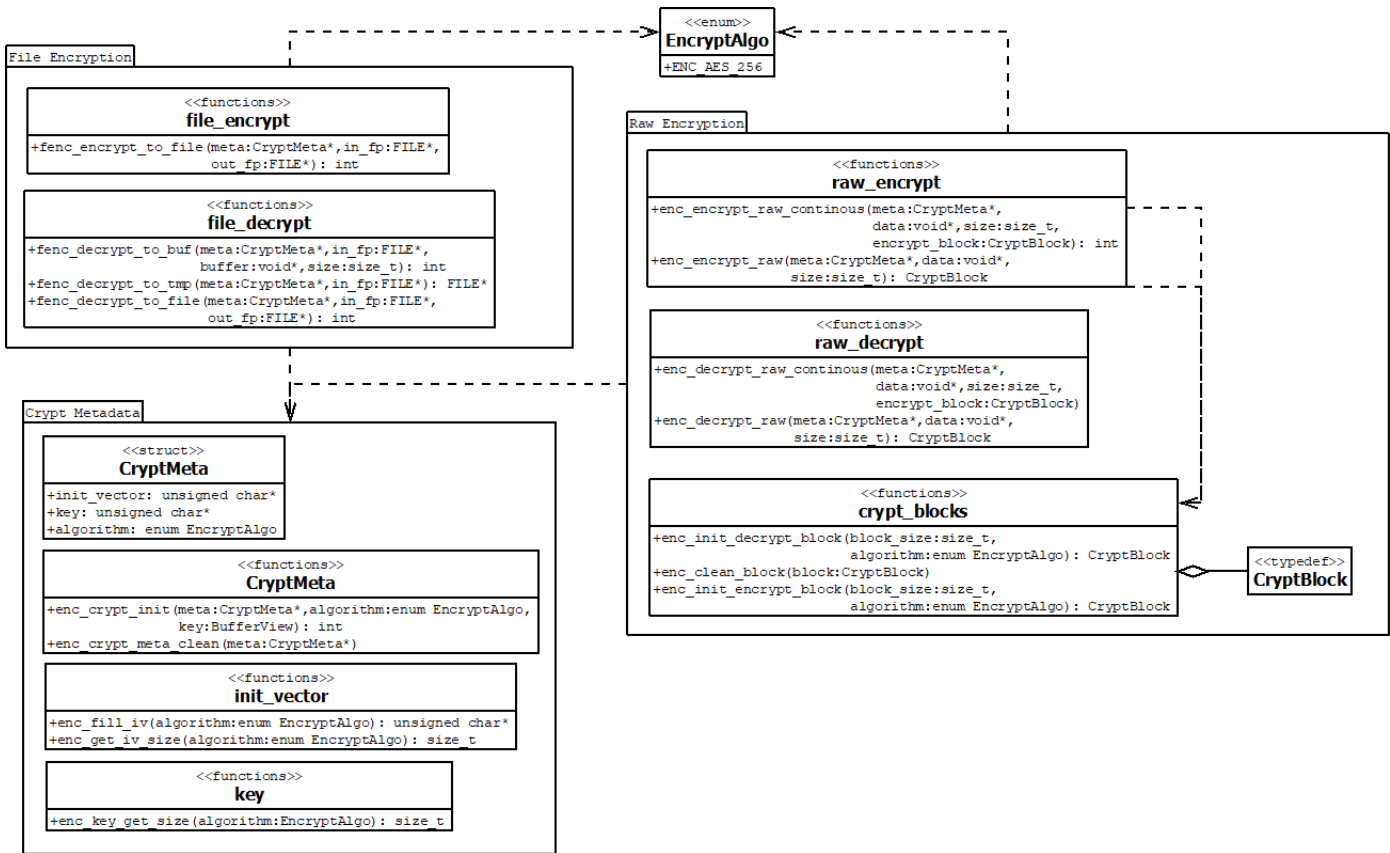 <<enum>>
EncryptAlgo
+ENC_AES_256
File Encryption
<<functions>>
file_encrypt
+fenc_encrypt_to_file(meta:CryptMeta*,in_fp:FILE*,
out_fp:FILE*): int
<<functions>>
file_decrypt
+fenc_decrypt_to_buf(meta:CryptMeta*,in_fp:FILE*,
buffer:void*,size:size_t): int
+fenc_decrypt_to_tmp(meta:CryptMeta*,in_fp:FILE*): FILE*
+fenc_decrypt_to_file(meta:CryptMeta*,in_fp:FILE*,
out_fp:FILE*): int
Raw Encryption
<<functions>>
raw_encrypt
+enc_encrypt_raw_continous(meta:CryptMeta*,
data:void*,size:size_t,
encrypt_block:CryptBlock): int
+enc_encrypt_raw(meta:CryptMeta*,data:void*,
size:size_t): CryptBlock
<<functions>>
raw_decrypt
+enc_decrypt_raw_continous(meta:CryptMeta*,
data:void*,size:size_t,
encrypt_block:CryptBlock)
+enc_decrypt_raw(meta:CryptMeta*,data:void*,
size:size_t): CryptBlock
<<functions>>
crypt_blocks
+enc_init_decrypt_block(block_size:size_t,
algorithm:enum EncryptAlgo): CryptBlock
+enc_clean_block(block:CryptBlock)
+enc_init_encrypt_block(block_size:size_t,
algorithm:enum EncryptAlgo): CryptBlock
<<typedef>>
CryptBlock
Crypt Metadata
<<struct>>
CryptMeta
+init_vector: unsigned char*
+key: unsigned char*
+algorithm: enum EncryptAlgo
<<functions>>
CryptMeta
+enc_crypt_init(meta:CryptMeta*,algorithm:enum EncryptAlgo,
key:BufferView): int
+enc_crypt_meta_clean(meta:CryptMeta*)
<<functions>>
init_vector
+enc_fill_iv(algorithm:enum EncryptAlgo): unsigned char*
+enc_get_iv_size(algorithm:enum EncryptAlgo): size_t
<<functions>>
key
+enc_key_get_size(algorithm:EncryptAlgo): size_t